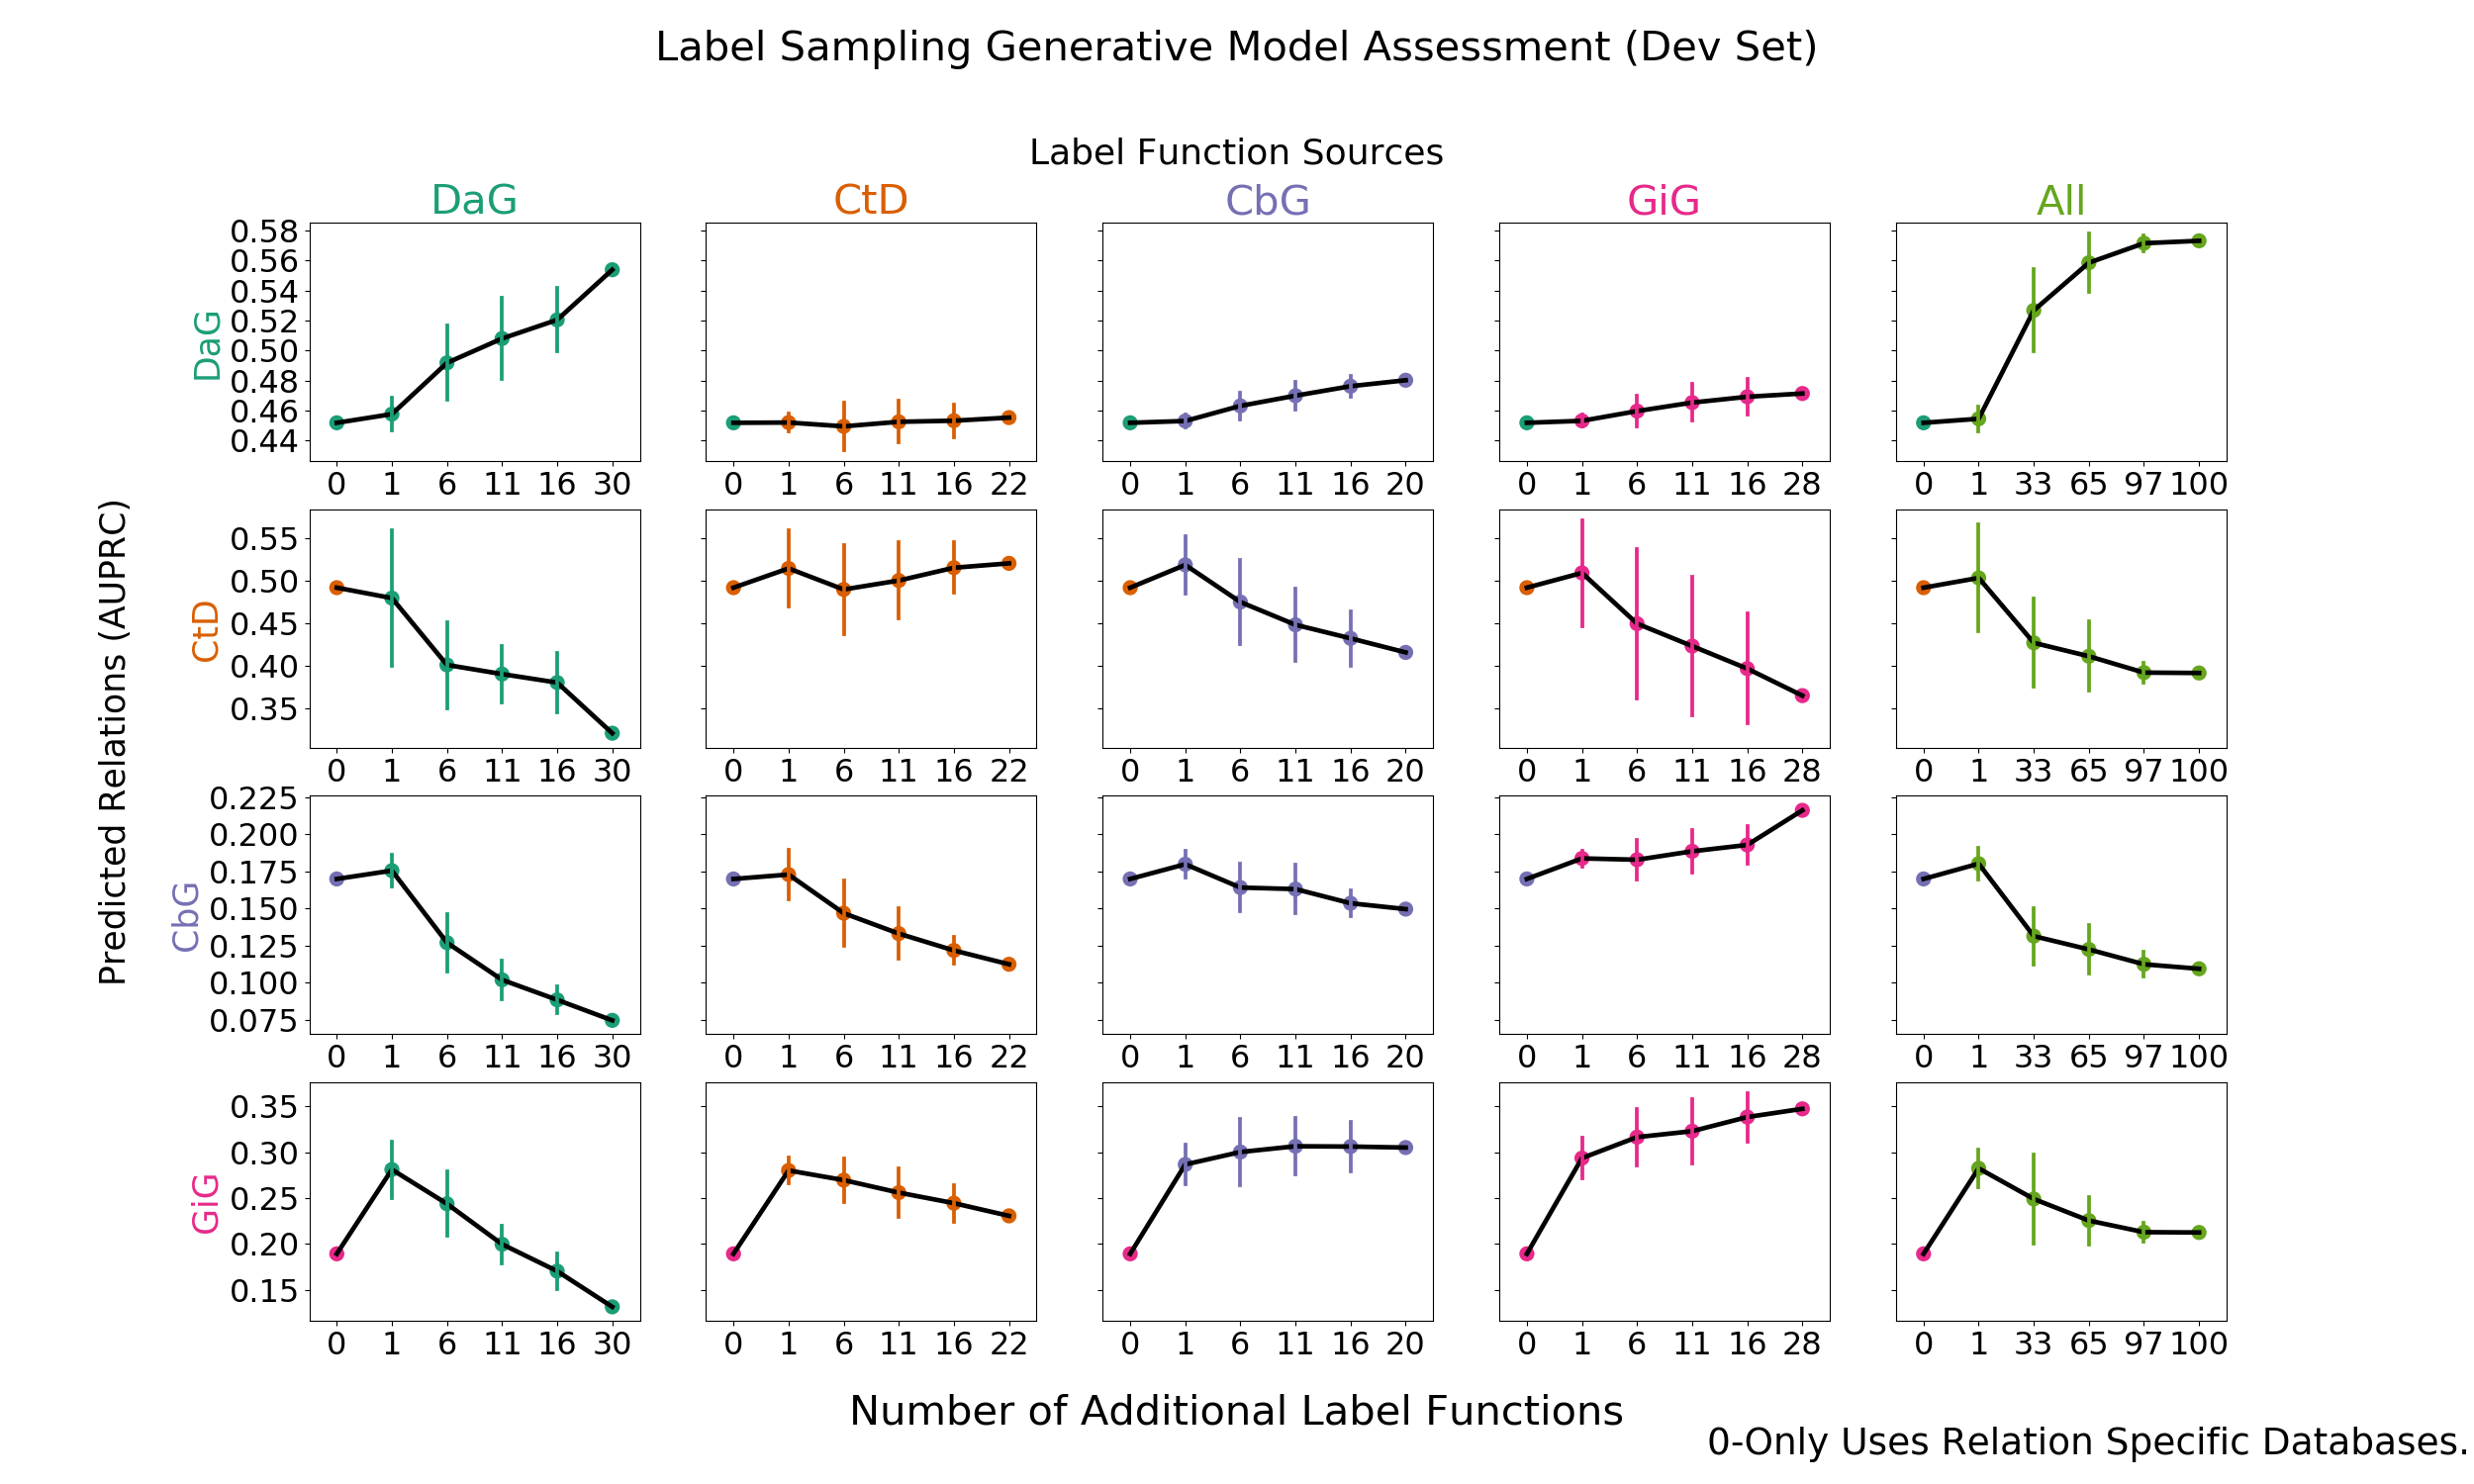 Label Sampling Generative Model Assessment (Dev Set)
Label Function Sources
DaG CtD CbG GiG All
Predicted Relations (AUPRC)
DaG
0.58
0.56
0.54
0.52
0.50
0.48
0.46
0.44
0 1 6 11 16 30
0 1 6 11 16 22
0 1 6 11 16 20
0 1 6 11 16 28
0 1 33 65 97 100
CtD
0.55
0.50
0.45
0.40
0.35
0 1 6 11 16 30
0 1 6 11 16 22
0 1 6 11 16 20
0 1 6 11 16 28
0 1 33 65 97 100
CbG
0.225
0.200
0.175
0.150
0.125
0.100
0.075
0 1 6 11 16 30
0 1 6 11 16 22
0 1 6 11 16 20
0 1 6 11 16 28
0 1 33 65 97 100
GiG
0.35
0.30
0.25
0.20
0.15
0 1 6 11 16 30
0 1 6 11 16 22
0 1 6 11 16 20
0 1 6 11 16 28
0 1 33 65 97 100
Number of Additional Label Functions
0-Only Uses Relation Specific Databases.